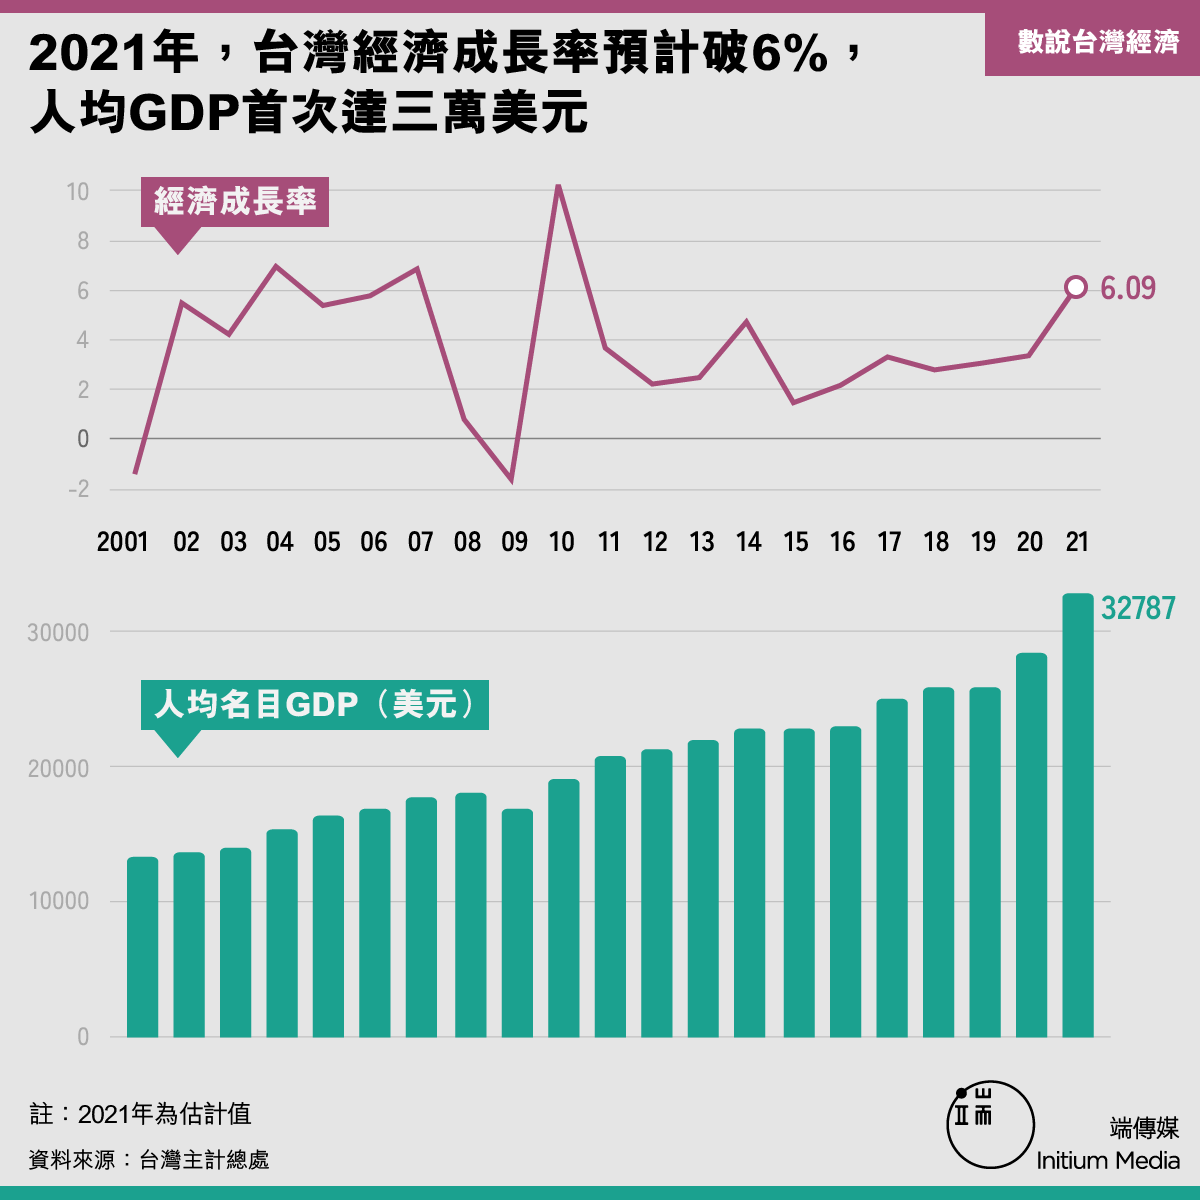 數說台灣經濟
2021年，台灣經濟成長率預計破6%，
人均GDP首次達三萬美元
經濟成長率
10
8
6
4
2
0
-2
6.09
2001 02 03 04 05 06 07 08 09 10 11 12 13 14 15 16 17 18 19 20 21
32787
人均名目GDP（美元）
30000
20000
10000
0
註：2021年為估計值
資料來源：台灣主計總處
端
端傳媒
Initium Media